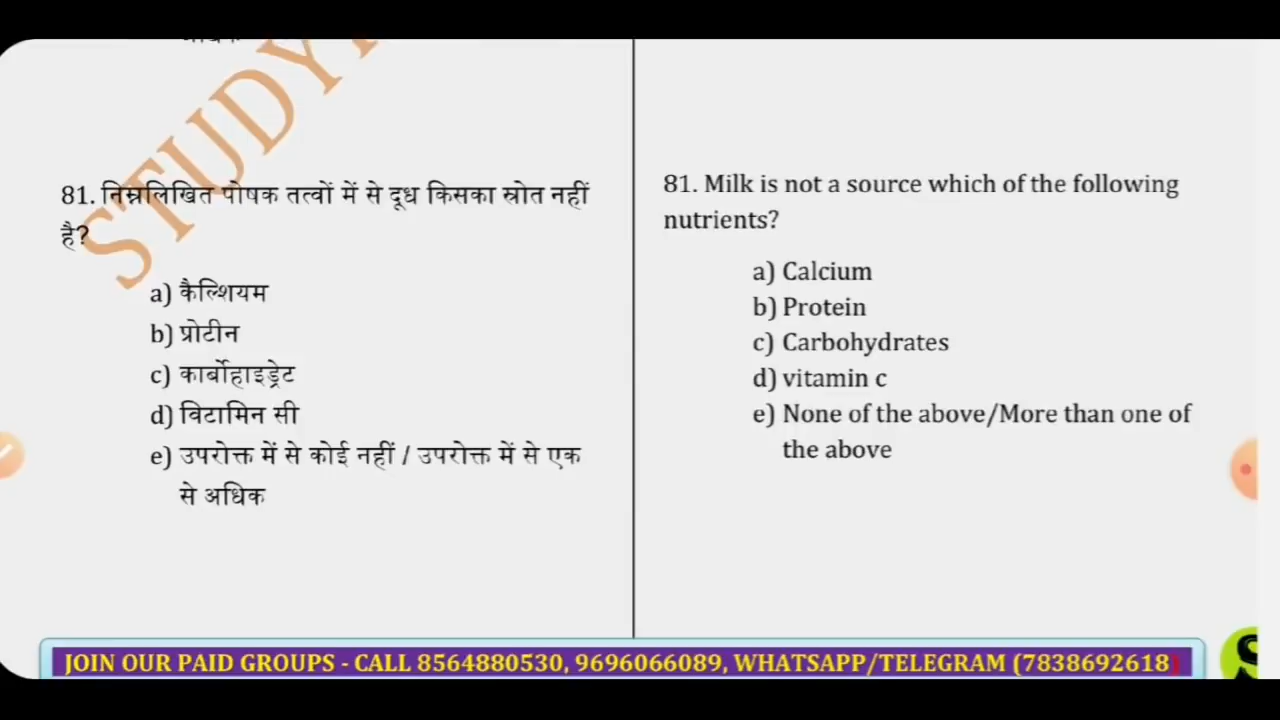 STUDY
81. निम्नलिखित पोषक तत्वों में से दूध किसका स्रोत नहीं
है?
a) कैल्शियम
b) प्रोटीन
c) कार्बोहाइड्रेट
d) विटामिन सी
e) उपरोक्त में से कोई नहीं / उपरोक्त में से एक
से अधिक
81. Milk is not a source which of the following
nutrients?
a) Calcium
b) Protein
c) Carbohydrates
d) vitamin c
e) None of the above/More than one of
the above
JOIN OUR PAID GROUPS - CALL 8564880530, 9696066089, WHATSAPP/TELEGRAM (7838692618)